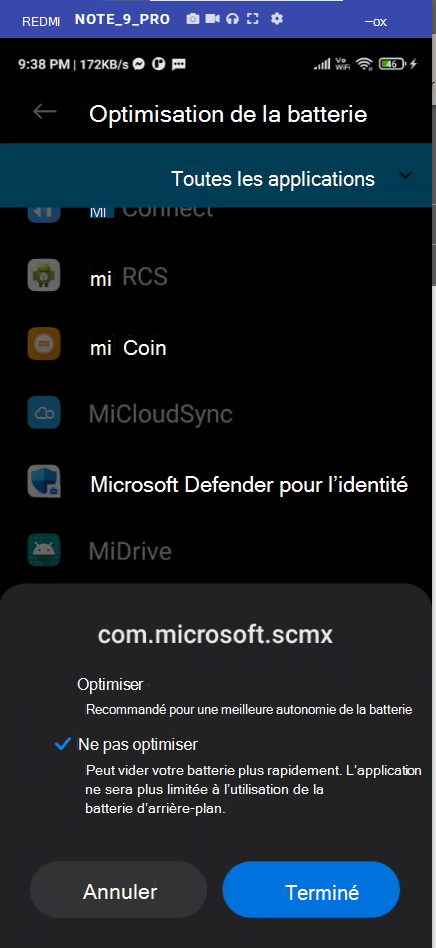 REDMI NOTE_9_PRO –ox
9:38 PM | 172KB/s Vo WiFi 46
Optimisation de la batterie
Toutes les applications
Mi Connect
mi RCS
mi Coin
MiCloudSync
Microsoft Defender pour l’identité
MiDrive
com.microsoft.scmx
Optimiser
Recommandé pour une meilleure autonomie de la batterie
Ne pas optimiser
Peut vider votre batterie plus rapidement. L’application
ne sera plus limitée à l’utilisation de la
batterie d’arrière-plan.
Annuler Terminé